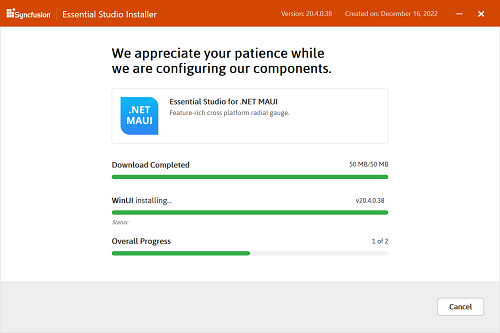 Syncfusion® Essential Studio Installer Version: 20.4.0.38 Created on: December 16, 2022
We appreciate your patience while
we are configuring our components.
.NET
MAUI
Essential Studio for .NET MAUI
Feature-rich cross platform radial gauge.
Download Completed 50 MB/50 MB
WinUI installing... v20.4.0.38
Status:
Overall Progress 1 of 2
Cancel